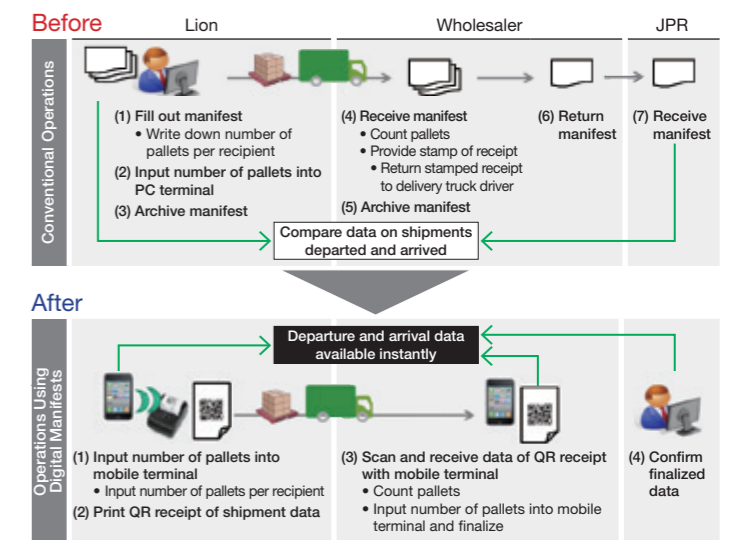 Before
Lion
Wholesaler
JPR
Conventional Operations
(1) Fill out manifest
• Write down number of
pallets per recipient
(2) Input number of pallets into
PC terminal
(3) Archive manifest
(4) Receive manifest
• Count pallets
• Provide stamp of receipt
• Return stamped receipt
to delivery truck driver
(5) Archive manifest
(6) Return
manifest
(7) Receive
manifest
Compare data on shipments
departed and arrived
After
Operations Using
Digital Manifests
Departure and arrival data
available instantly
(1) Input number of pallets into
mobile terminal
• Input number of pallets per recipient
(2) Print QR receipt of shipment data
(3) Scan and receive data of QR receipt
with mobile terminal
• Count pallets
• Input number of pallets into mobile
terminal and finalize
(4) Confirm
finalized
data